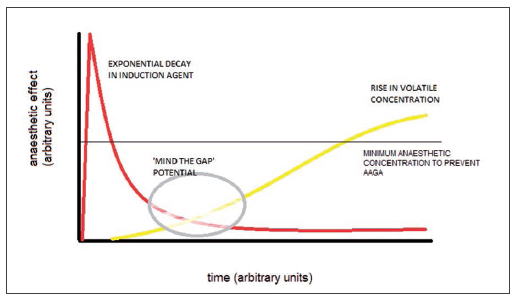 EXPONENTIAL DECAY
IN INDUCTION AGENT
RISE IN VOLATILE
CONCENTRATION
anaesthetic effect
(arbitrary units)
'MIND THE GAP'
POTENTIAL
MINIMUM ANAESTHETIC
CONCENTRATION TO PREVENT
AAGA
time (arbitrary units)